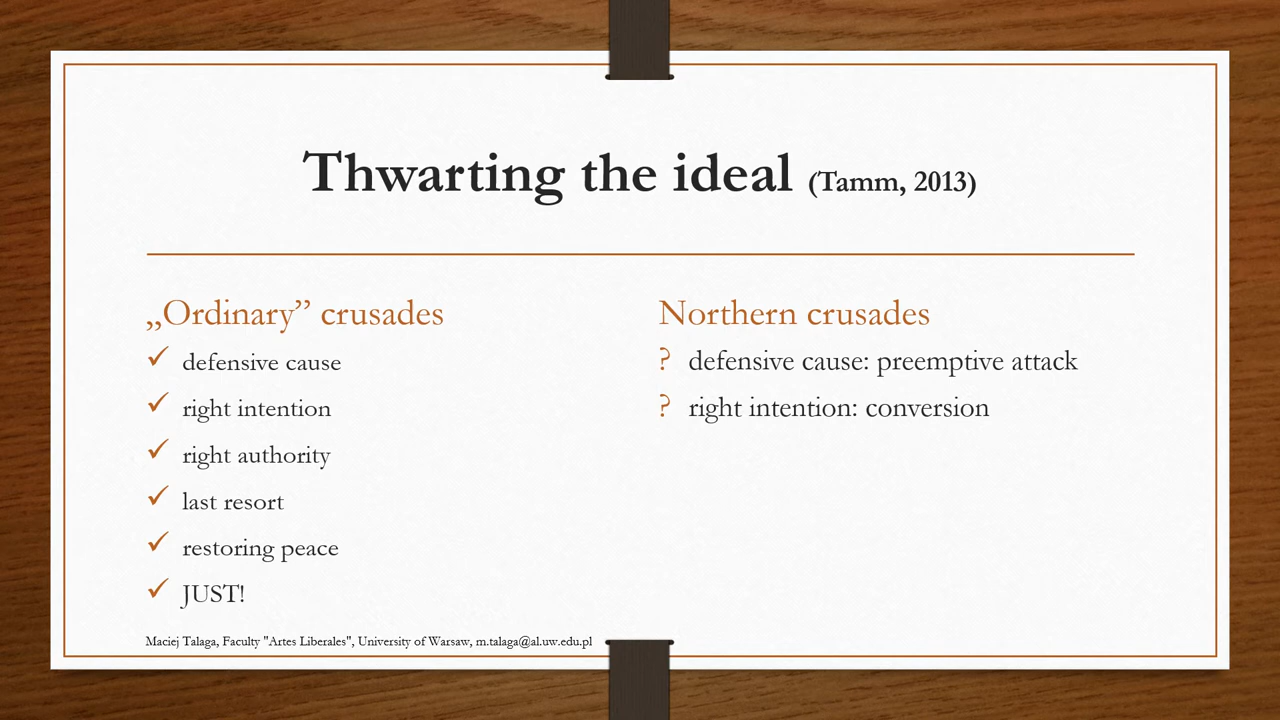 Thwarting the ideal (Tamm, 2013)
„Ordinary” crusades
✓ defensive cause
✓ right intention
✓ right authority
✓ last resort
✓ restoring peace
✓ JUST!
Northern crusades
? defensive cause: preemptive attack
? right intention: conversion
Maciej Talaga, Faculty "Artes Liberales", University of Warsaw, m.talaga@al.uw.edu.pl